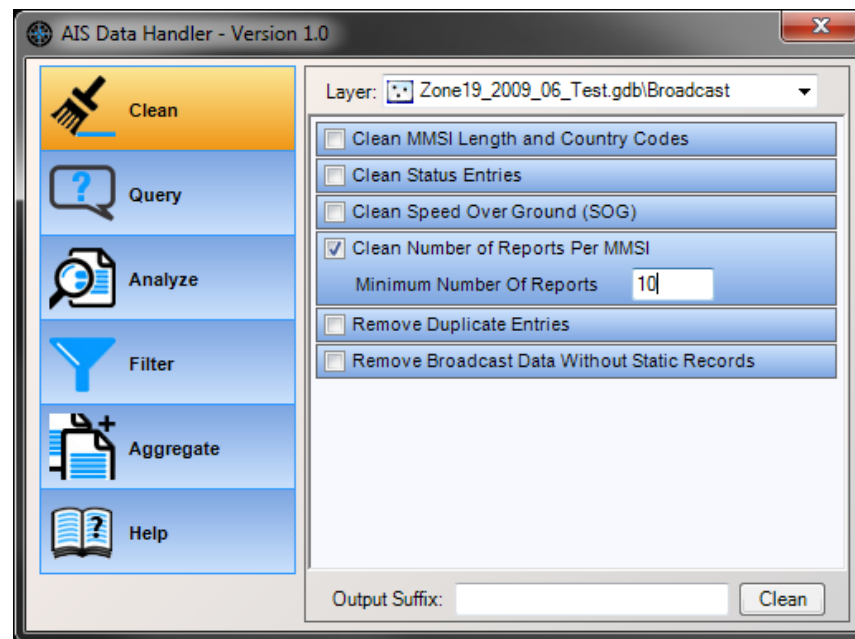 AIS Data Handler - Version 1.0
Clean
Query
Analyze
Filter
Aggregate
Help
Layer: Zone19_2009_06_Test.gdb\Broadcast
Clean MMSI Length and Country Codes
Clean Status Entries
Clean Speed Over Ground (SOG)
Clean Number of Reports Per MMSI
Minimum Number Of Reports 10
Remove Duplicate Entries
Remove Broadcast Data Without Static Records
Output Suffix: Clean